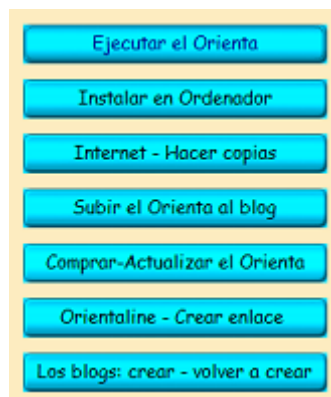 Ejecutar el Orienta
Instalar en Ordenador
Internet - Hacer copias
Subir el Orienta al blog
Comprar-Actualizar el Orienta
Orientaline - Crear enlace
Los blogs: crear - volver a crear